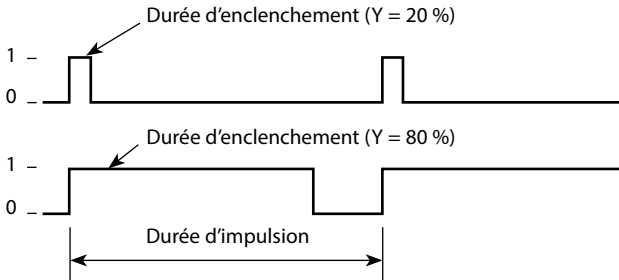 Durée d’enclenchement (Y = 20 %)
1 –
0 –
Durée d’enclenchement (Y = 80 %)
1 –
0 –
Durée d’impulsion